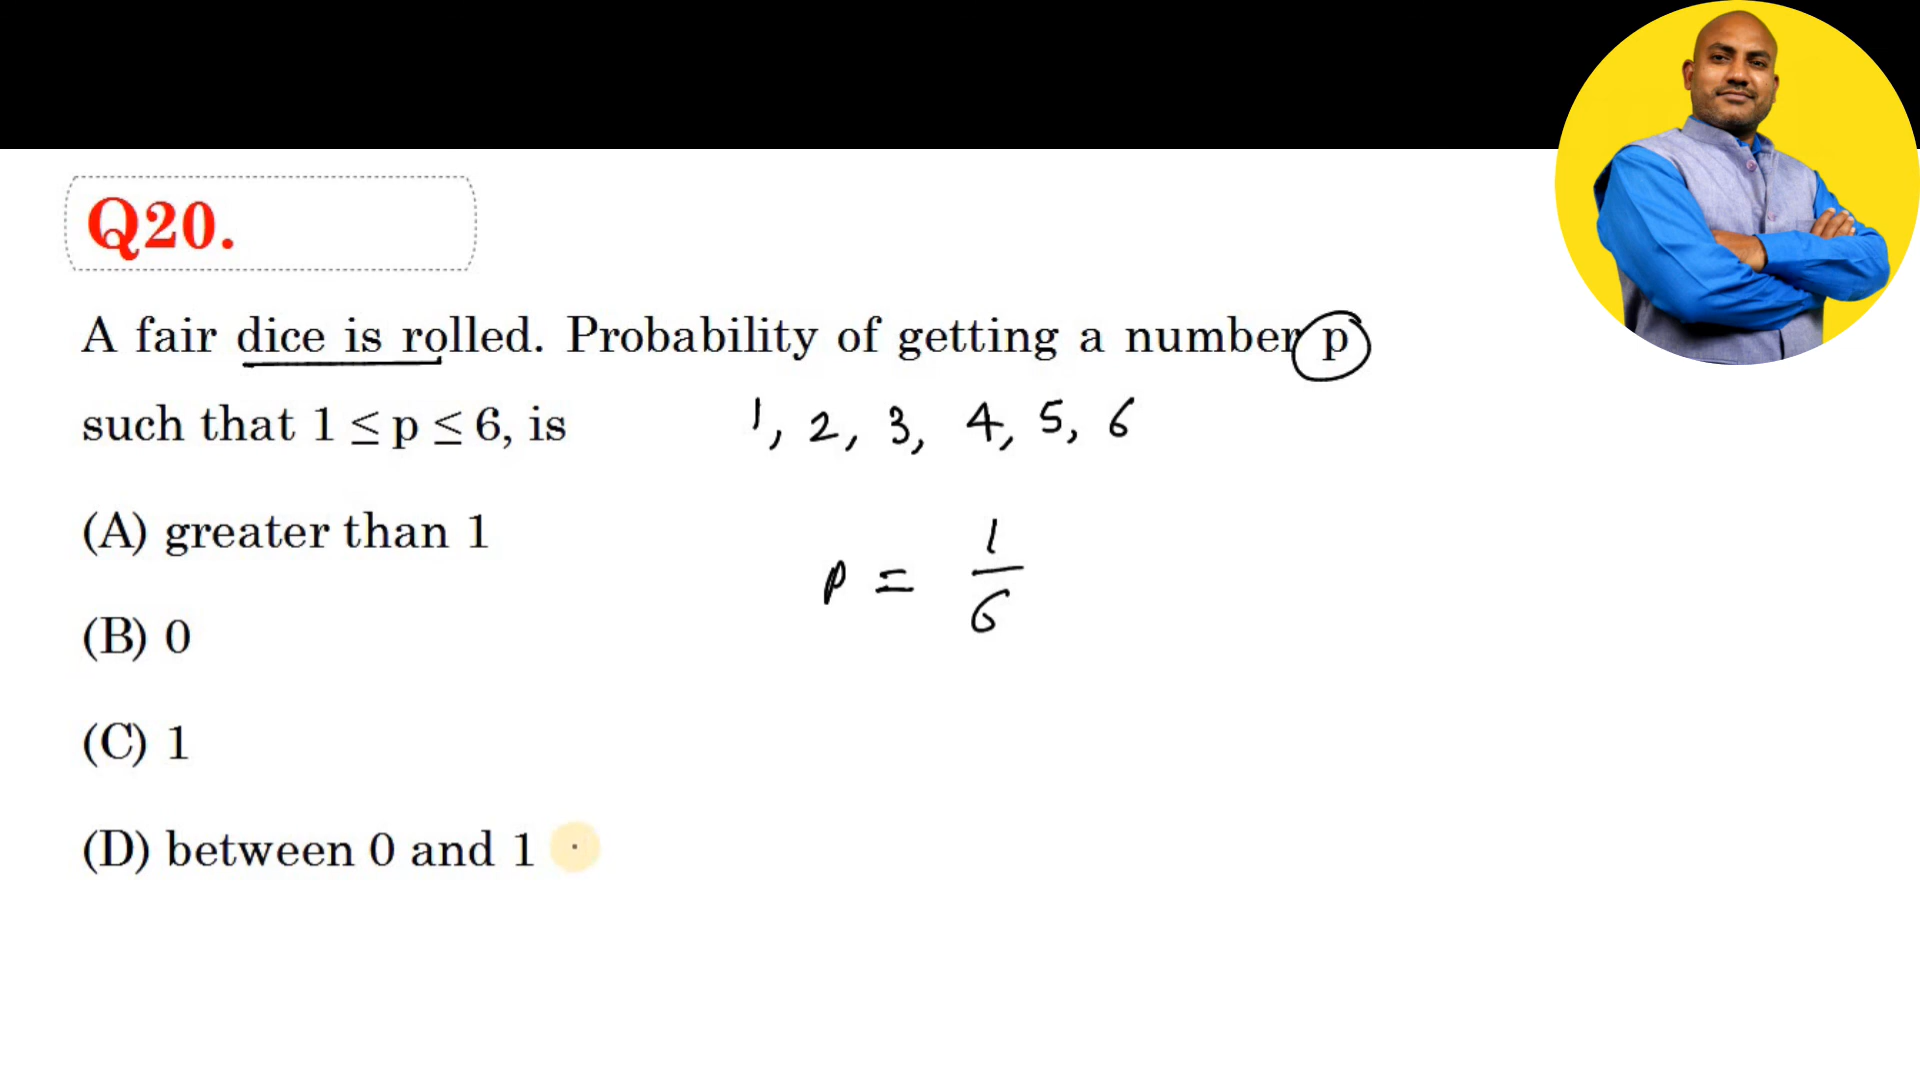 Q20.
A fair dice is rolled. Probability of getting a number p
such that 1 ≤ p ≤ 6, is
1, 2, 3, 4, 5, 6
(A) greater than 1
p = 1/6
(B) 0
(C) 1
(D) between 0 and 1